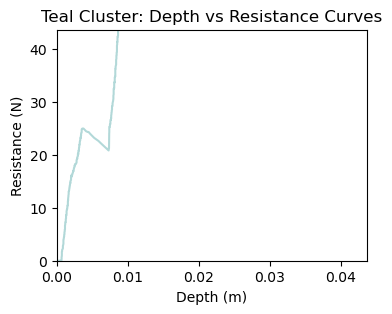 Teal Cluster: Depth vs Resistance Curves
40
30
20
10
0
Resistance (N)
0.00 0.01 0.02 0.03 0.04
Depth (m)